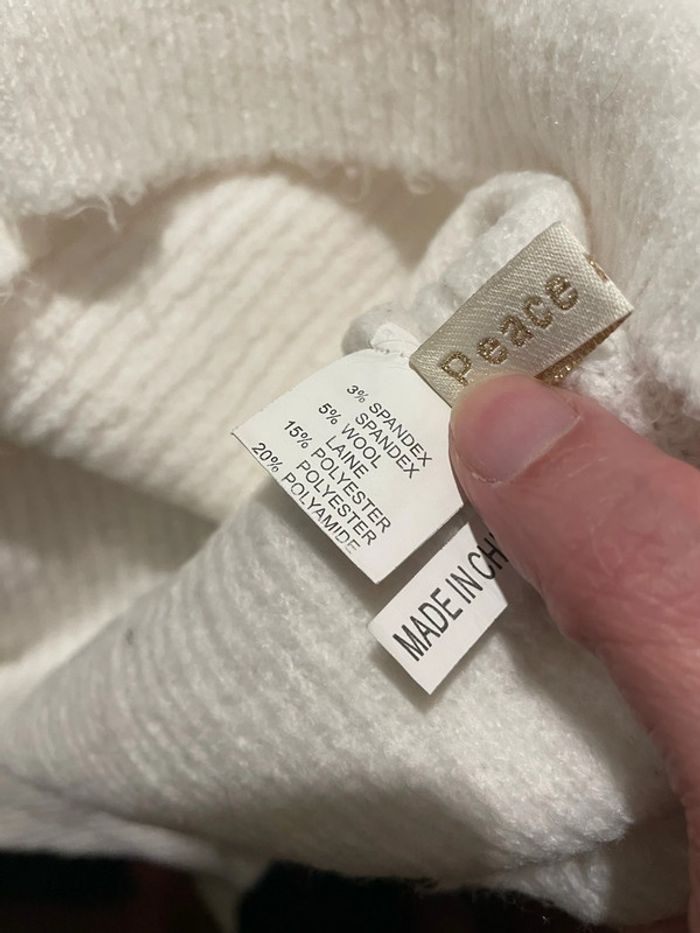 Peace
3% SPANDEX
SPANDEX
5% WOOL
LAINE
15% POLYESTER
POLYESTER
20% POLYAMIDE
MADE IN CH